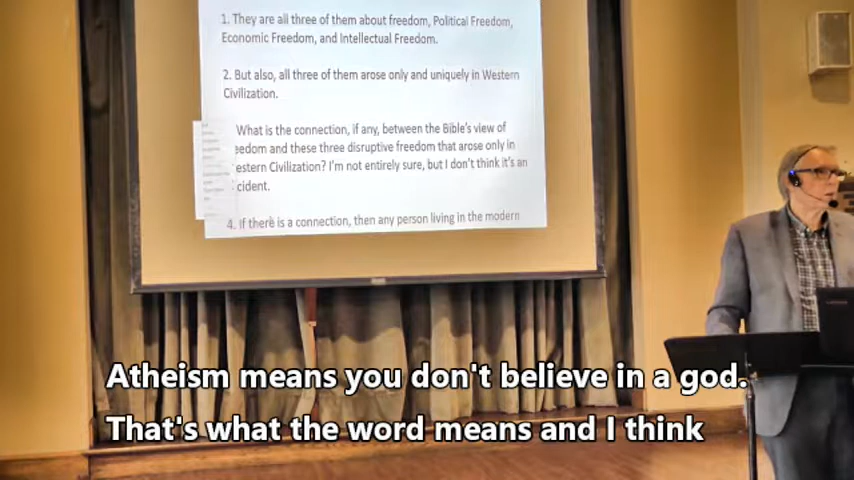 1. They are all three of them about freedom, Political Freedom,
Economic Freedom, and Intellectual Freedom.
2. But also, all three of them arose only and uniquely in Western
Civilization.
What is the connection, if any, between the Bible's view of
eedom and these three disruptive freedom that arose only in
estern Civilization? I'm not entirely sure, but I don't think it's an
cident.
4. If there is a connection, then any person living in the modern
Atheism means you don't believe in a god.
That's what the word means and I think